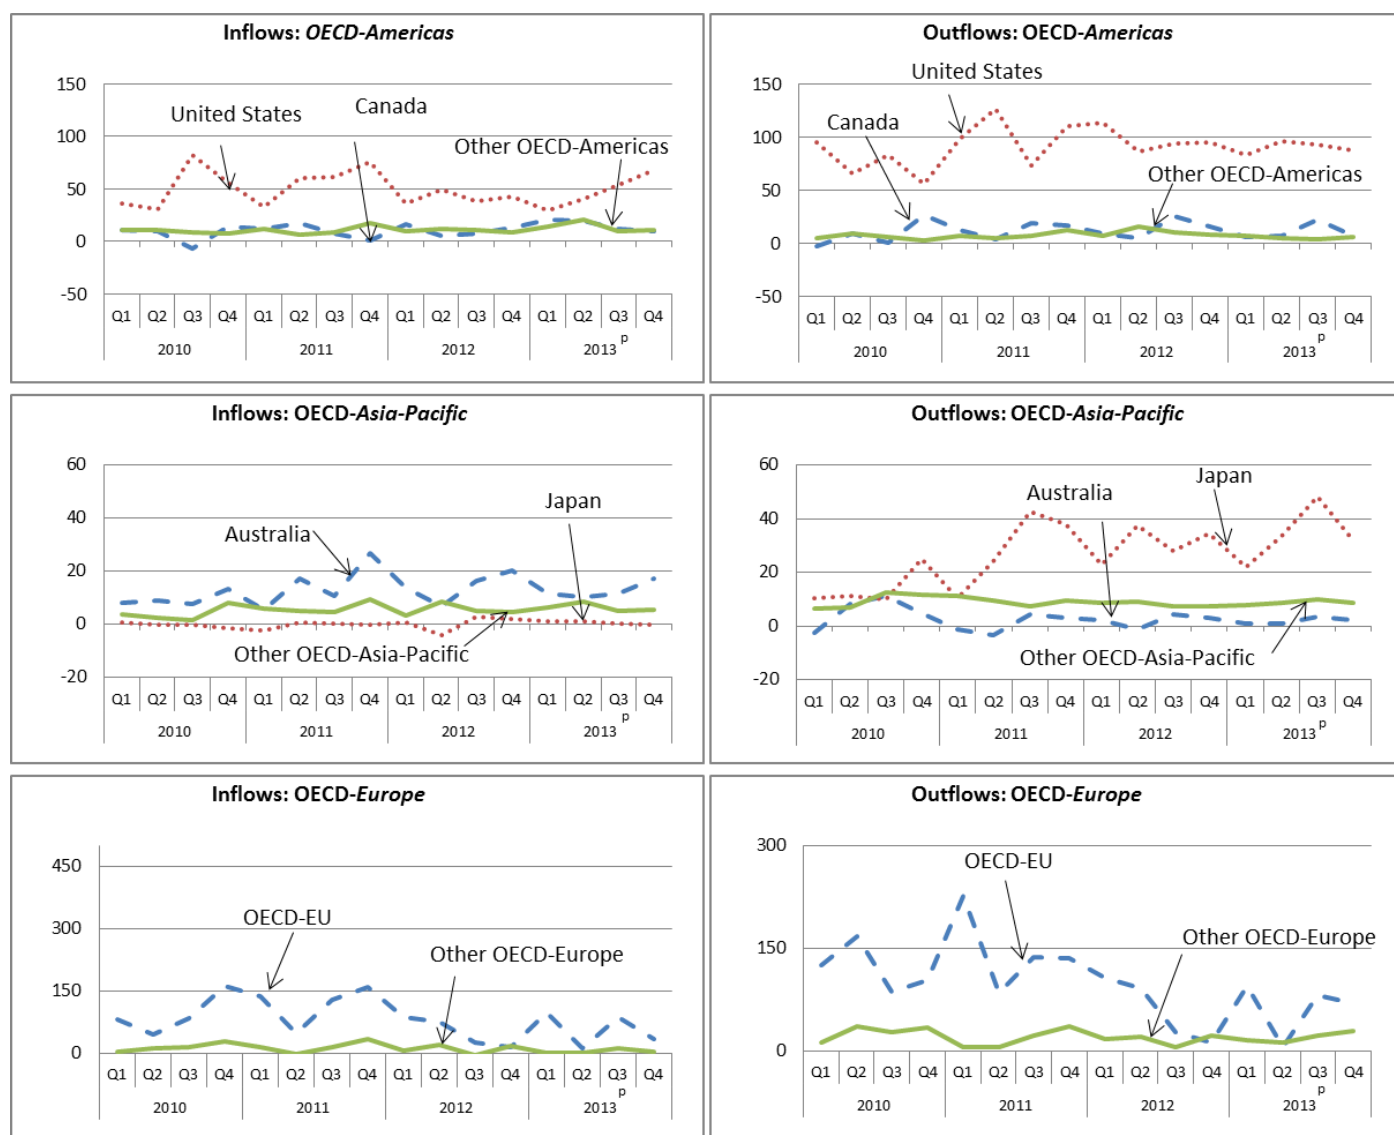 Inflows: OECD-Americas
150
100
50
0
-50
United States
Canada
Other OECD-Americas
Q1 Q2 Q3 Q4 Q1 Q2 Q3 Q4 Q1 Q2 Q3 Q4 Q1 Q2 Q3 Q4
2010 2011 2012 2013 p
Outflows: OECD-Americas
150
100
50
0
-50
United States
Canada
Other OECD-Americas
Q1 Q2 Q3 Q4 Q1 Q2 Q3 Q4 Q1 Q2 Q3 Q4 Q1 Q2 Q3 Q4
2010 2011 2012 2013 p
Inflows: OECD-Asia-Pacific
60
40
20
0
-20
Japan
Australia
Other OECD-Asia-Pacific
Q1 Q2 Q3 Q4 Q1 Q2 Q3 Q4 Q1 Q2 Q3 Q4 Q1 Q2 Q3 Q4
2010 2011 2012 2013 p
Outflows: OECD-Asia-Pacific
60
40
20
0
-20
Japan
Australia
Other OECD-Asia-Pacific
Q1 Q2 Q3 Q4 Q1 Q2 Q3 Q4 Q1 Q2 Q3 Q4 Q1 Q2 Q3 Q4
2010 2011 2012 2013 p
Inflows: OECD-Europe
450
300
150
0
OECD-EU
Other OECD-Europe
Q1 Q2 Q3 Q4 Q1 Q2 Q3 Q4 Q1 Q2 Q3 Q4 Q1 Q2 Q3 Q4
2010 2011 2012 2013 p
Outflows: OECD-Europe
300
150
0
OECD-EU
Other OECD-Europe
Q1 Q2 Q3 Q4 Q1 Q2 Q3 Q4 Q1 Q2 Q3 Q4 Q1 Q2 Q3 Q4
2010 2011 2012 2013 p